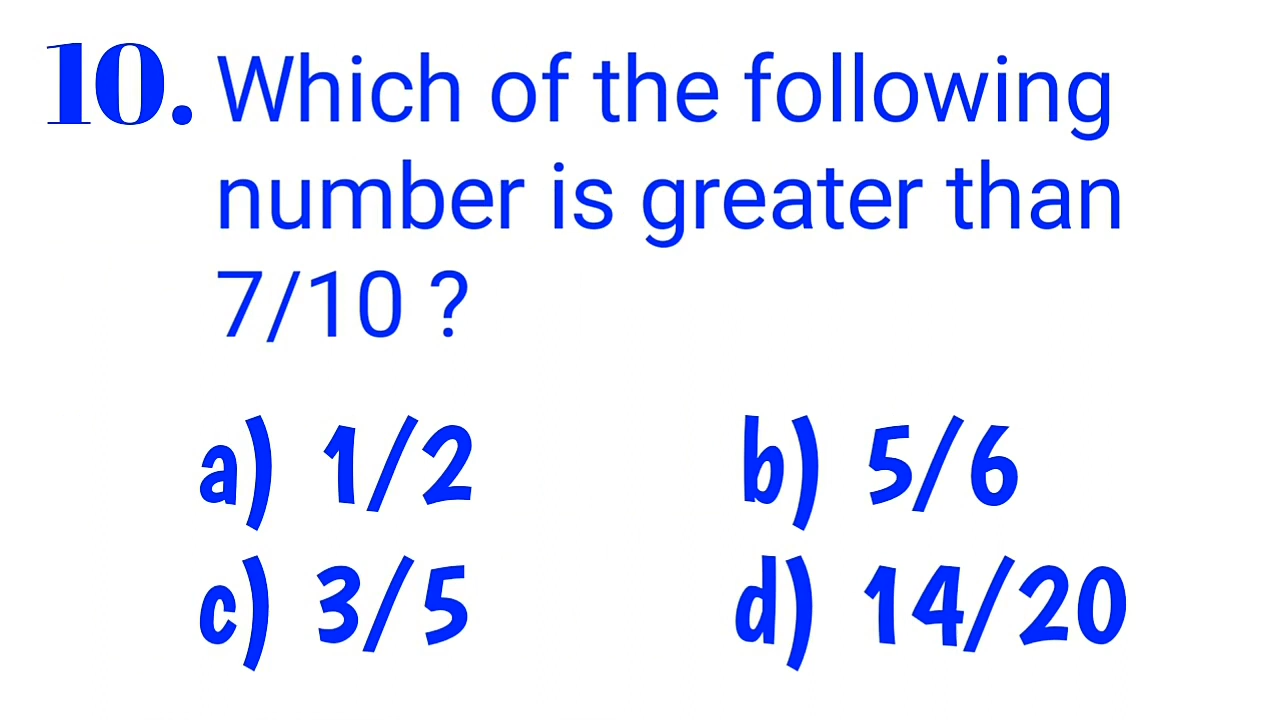 10. Which of the following
number is greater than
7/10 ?
a) 1/2 b) 5/6
c) 3/5 d) 14/20